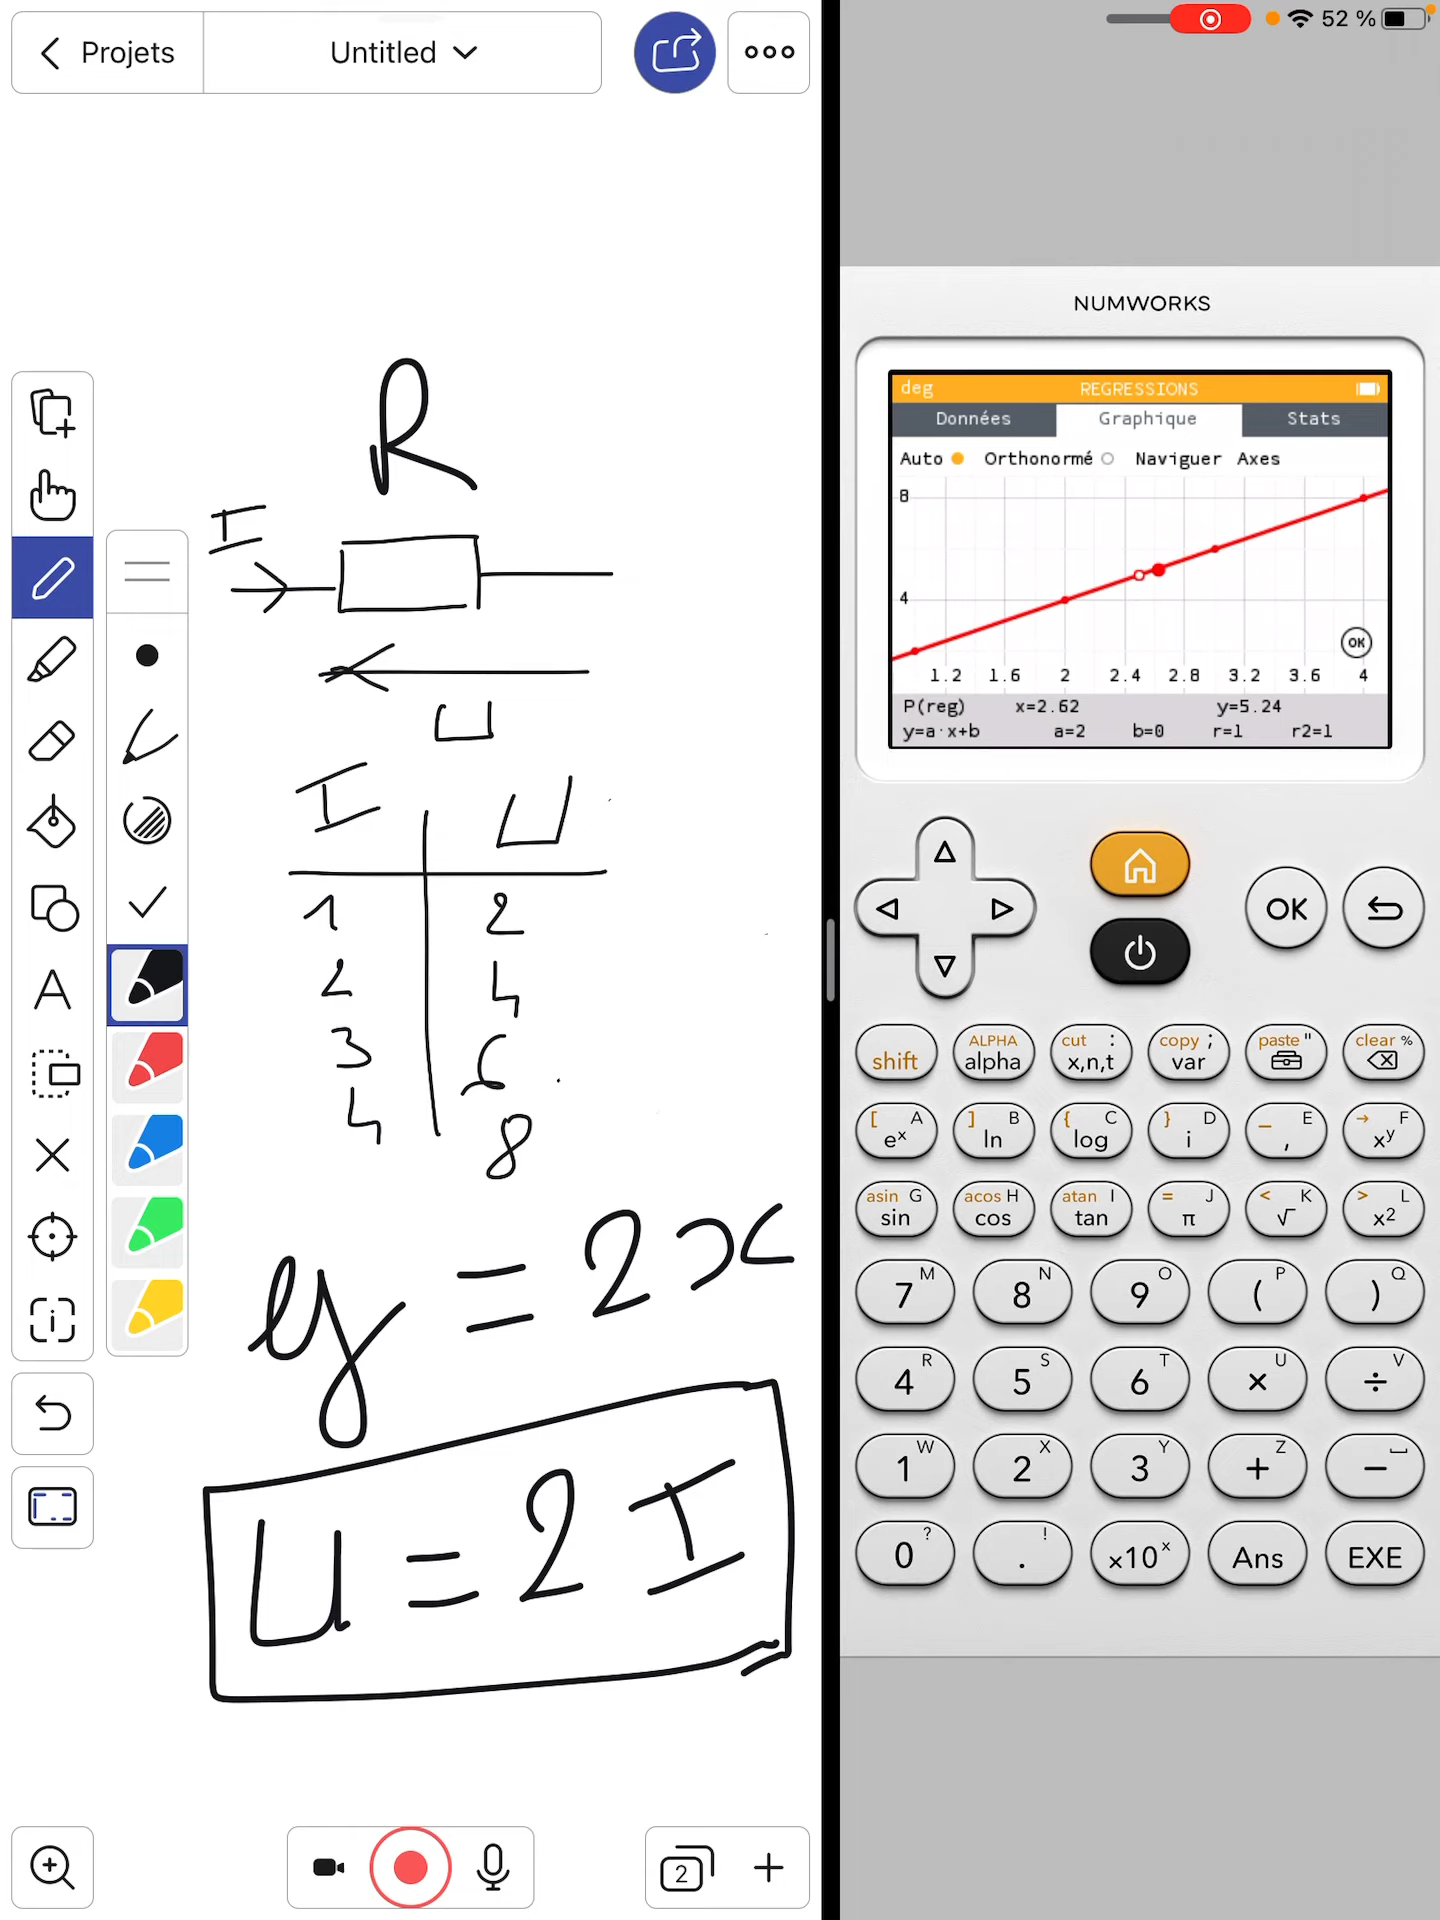 Projets Untitled
52 %
NUMWORKS
deg REGRESSIONS
Données Graphique Stats
Auto Orthonormé Naviguer Axes
8
4
1.2 1.6 2 2.4 2.8 3.2 3.6 4
OK
P(reg) x=2.62 y=5.24
y=a·x+b a=2 b=0 r=1 r2=1
R
I
U
I U
1 2
2 4
3 6
4 8
y = 2x
U = 2 I
A
i
2
OK
shift ALPHA alpha cut : x,n,t copy ; var paste " clear %
[ A eˣ ] B ln { C log } D i _ E , → F xʸ
asin G sin acos H cos atan I tan = J π < K √ > L x²
7 M 8 N 9 O ( P ) Q
4 R 5 S 6 T × U ÷ V
1 W 2 X 3 Y + Z −
0 ? . ! ×10ˣ Ans EXE